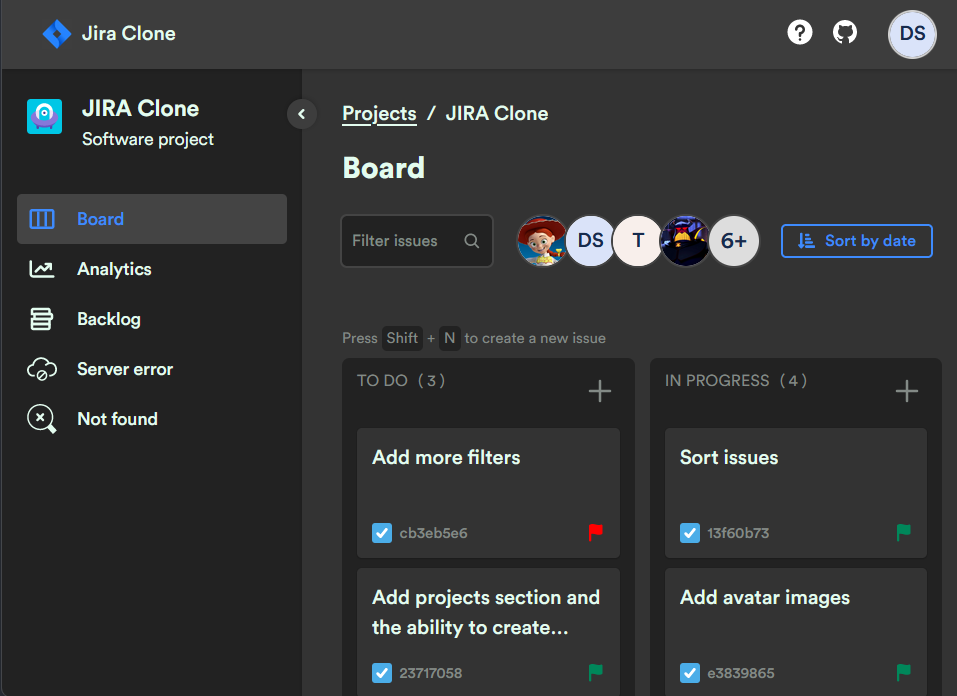 Jira Clone
?
DS
JIRA Clone
Software project
Board
Analytics
Backlog
Server error
Not found
Projects / JIRA Clone
Board
Filter issues
DS
T
6+
Sort by date
Press Shift + N to create a new issue
TO DO (3)
Add more filters
cb3eb5e6
Add projects section and
the ability to create...
23717058
IN PROGRESS (4)
Sort issues
13f60b73
Add avatar images
e3839865